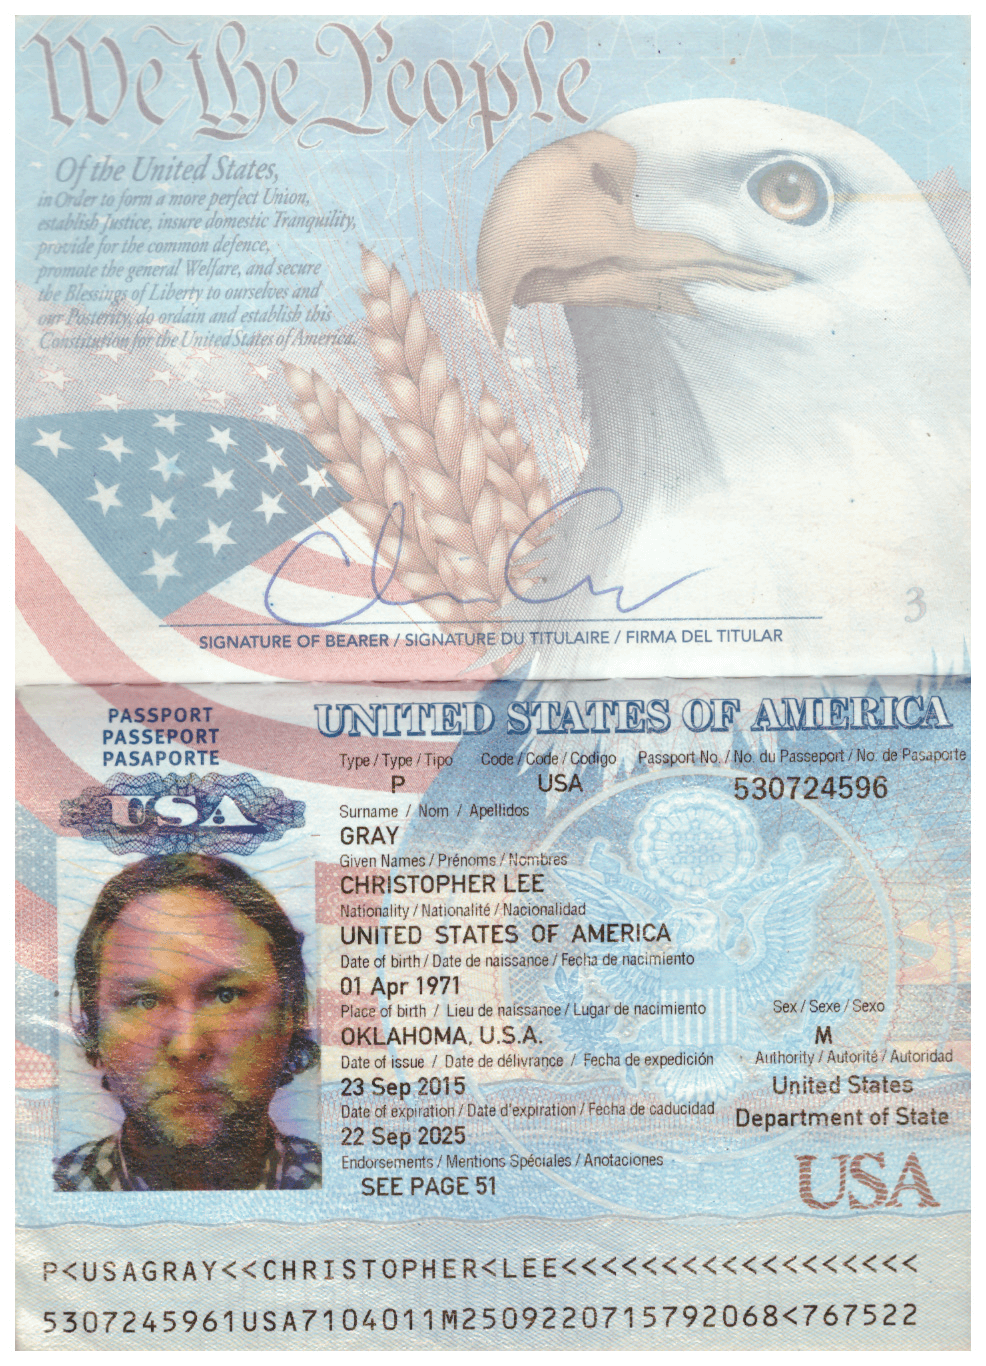 We the People
Of the United States,
in Order to form a more perfect Union,
establish Justice, insure domestic Tranquility,
provide for the common defence,
promote the general Welfare, and secure
the Blessings of Liberty to ourselves and
our Posterity, do ordain and establish this
Constitution for the United States of America.
3
SIGNATURE OF BEARER / SIGNATURE DU TITULAIRE / FIRMA DEL TITULAR
PASSPORT
PASSEPORT
PASAPORTE
USA
UNITED STATES OF AMERICA
Type / Type / Tipo Code / Code / Codigo Passport No. / No. du Passeport / No. de Pasaporte
P USA 530724596
Surname / Nom / Apellidos
GRAY
Given Names / Prénoms / Nombres
CHRISTOPHER LEE
Nationality / Nationalité / Nacionalidad
UNITED STATES OF AMERICA
Date of birth / Date de naissance / Fecha de nacimiento
01 Apr 1971
Place of birth / Lieu de naissance / Lugar de nacimiento Sex / Sexe / Sexo
OKLAHOMA, U.S.A. M
Date of issue / Date de délivrance / Fecha de expedición Authority / Autorité / Autoridad
23 Sep 2015 United States
Date of expiration / Date d'expiration / Fecha de caducidad Department of State
22 Sep 2025
Endorsements / Mentions Spéciales / Anotaciones
SEE PAGE 51
USA
P<USAGRAY<<CHRISTOPHER<LEE<<<<<<<<<<<<<<<<<<
5307245961USA7104011M2509220715792068<767522